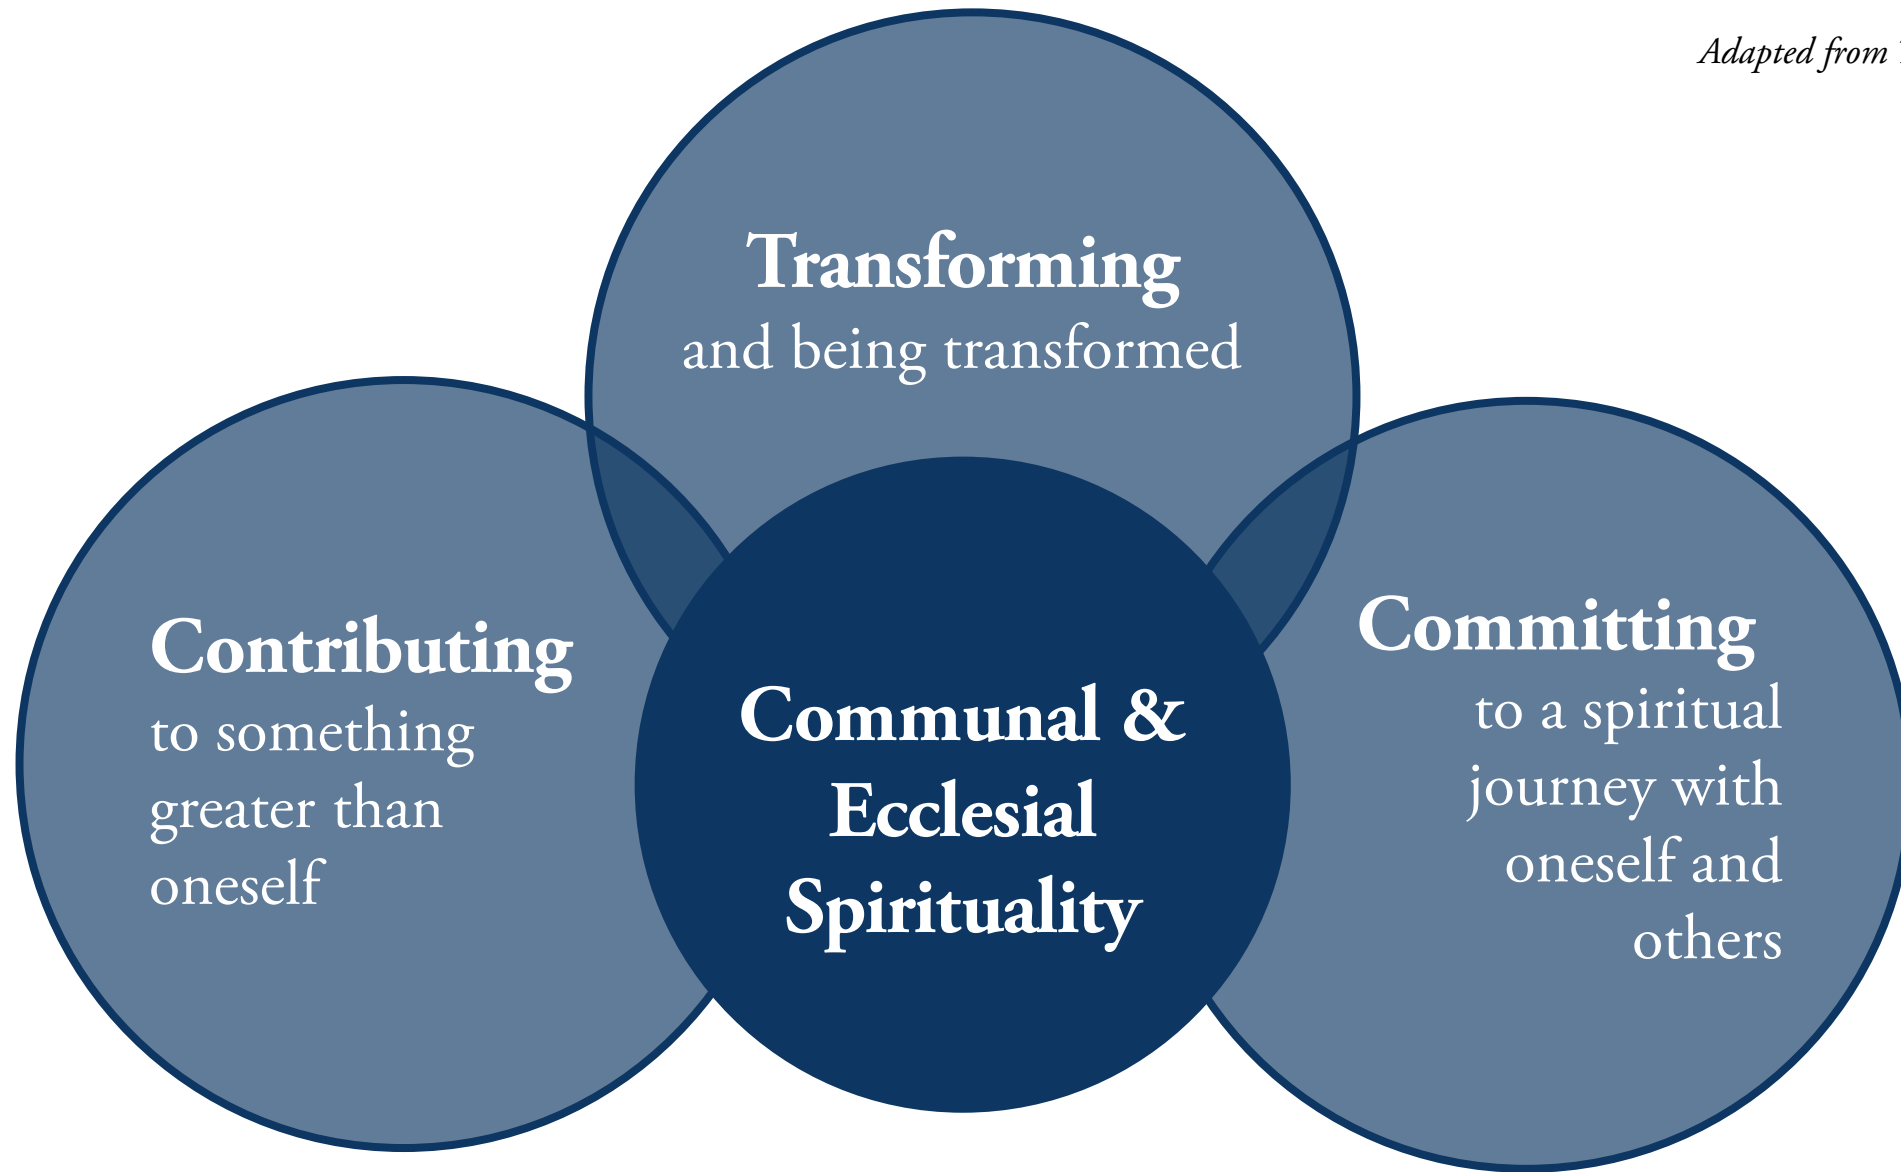 Adapted from
Transforming
and being transformed
Contributing
to something
greater than
oneself
Communal &
Ecclesial
Spirituality
Committing
to a spiritual
journey with
oneself and
others